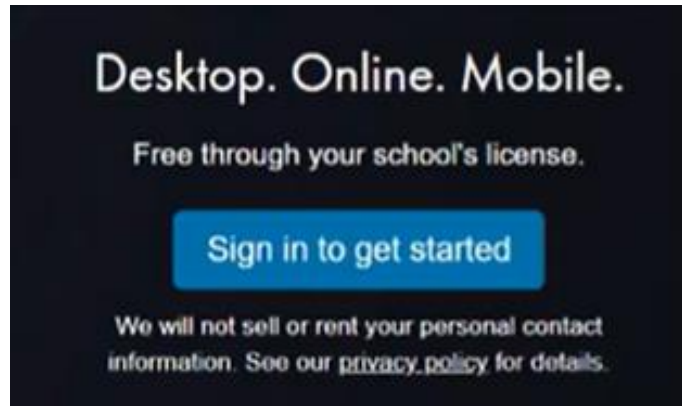 Desktop. Online. Mobile.
Free through your school's license.
Sign in to get started
We will not sell or rent your personal contact
information. See our privacy policy for details.